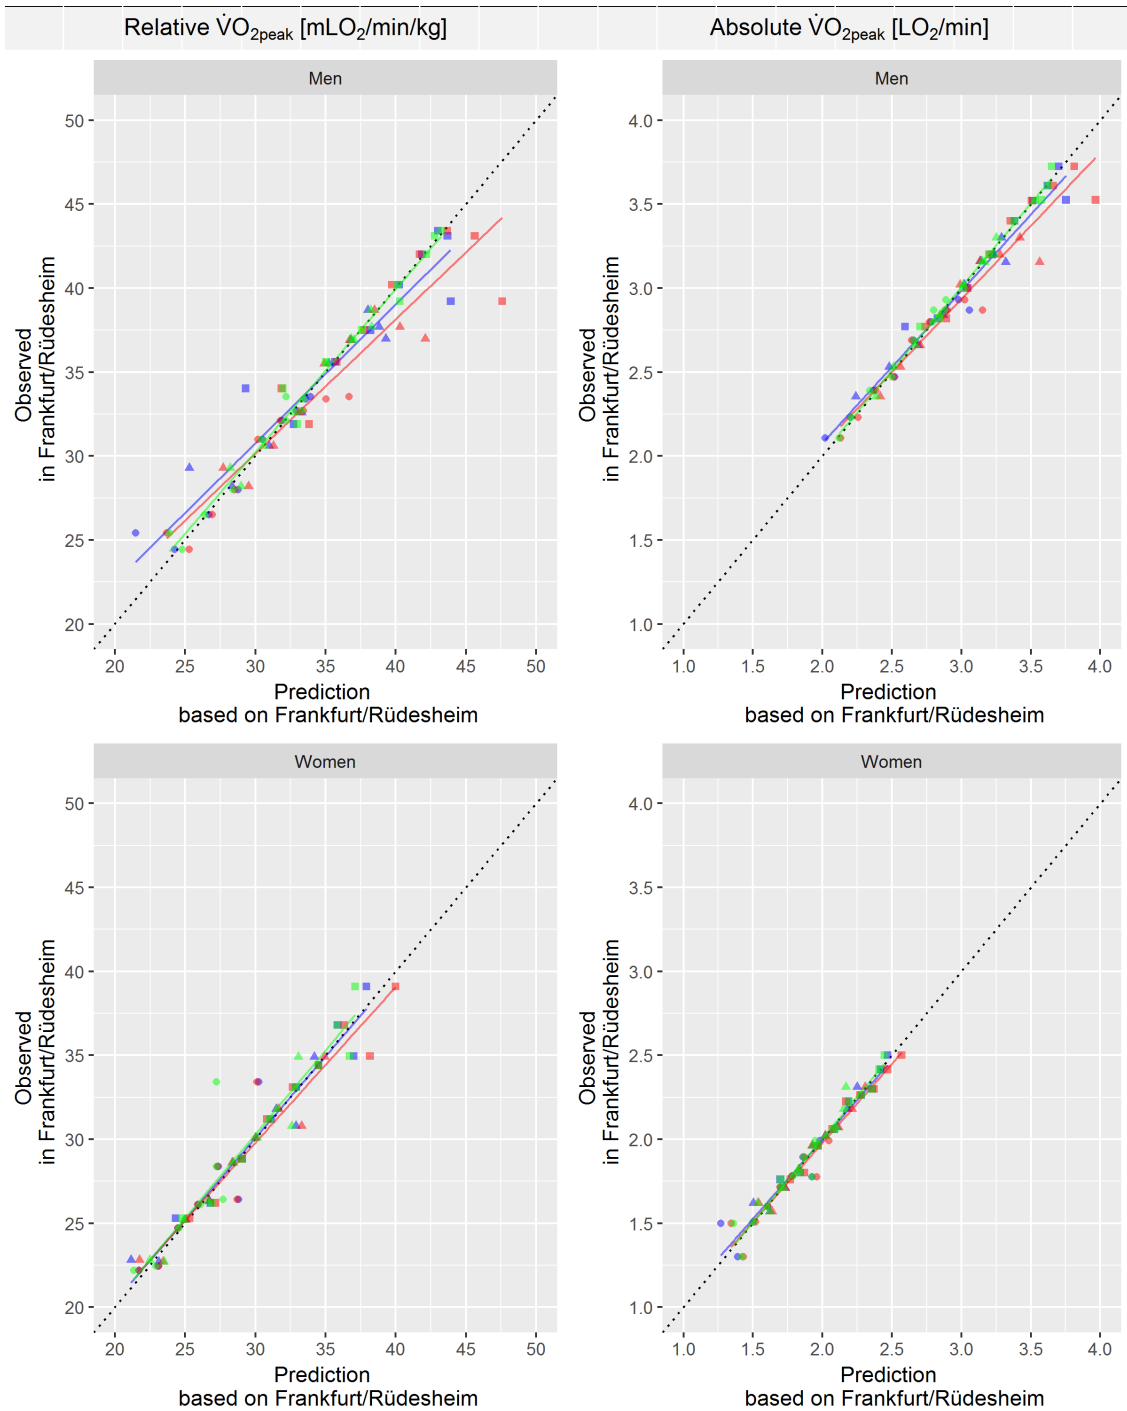 Relative V̇O₂peak [mLO₂/min/kg]
Absolute V̇O₂peak [LO₂/min]
Men
50
45
40
35
30
25
20
Observed
in Frankfurt/Rüdesheim
20 25 30 35 40 45 50
Prediction
based on Frankfurt/Rüdesheim
Men
4.0
3.5
3.0
2.5
2.0
1.5
1.0
Observed
in Frankfurt/Rüdesheim
1.0 1.5 2.0 2.5 3.0 3.5 4.0
Prediction
based on Frankfurt/Rüdesheim
Women
50
45
40
35
30
25
20
Observed
in Frankfurt/Rüdesheim
20 25 30 35 40 45 50
Prediction
based on Frankfurt/Rüdesheim
Women
4.0
3.5
3.0
2.5
2.0
1.5
1.0
Observed
in Frankfurt/Rüdesheim
1.0 1.5 2.0 2.5 3.0 3.5 4.0
Prediction
based on Frankfurt/Rüdesheim